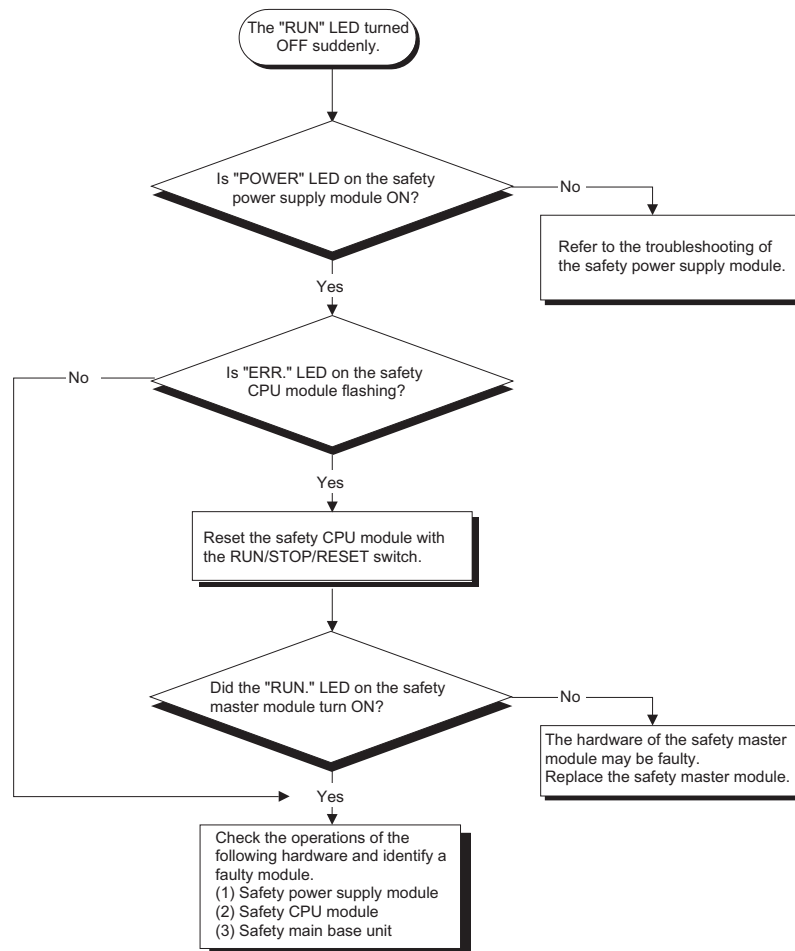 The "RUN" LED turned
OFF suddenly.
Is "POWER" LED on the safety
power supply module ON?
No
Refer to the troubleshooting of
the safety power supply module.
Yes
No
Is "ERR." LED on the safety
CPU module flashing?
Yes
Reset the safety CPU module with
the RUN/STOP/RESET switch.
Did the "RUN." LED on the safety
master module turn ON?
No
The hardware of the safety master
module may be faulty.
Replace the safety master module.
Yes
Check the operations of the
following hardware and identify a
faulty module.
(1) Safety power supply module
(2) Safety CPU module
(3) Safety main base unit